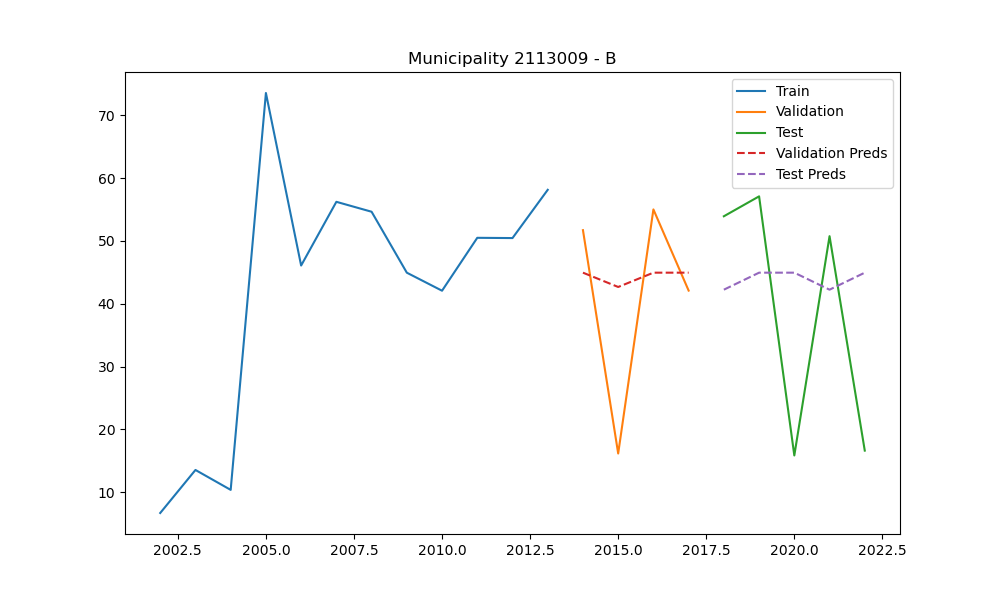 Municipality 2113009 - B
Train
Validation
Test
Validation Preds
Test Preds
70
60
50
40
30
20
10
2002.5 2005.0 2007.5 2010.0 2012.5 2015.0 2017.5 2020.0 2022.5